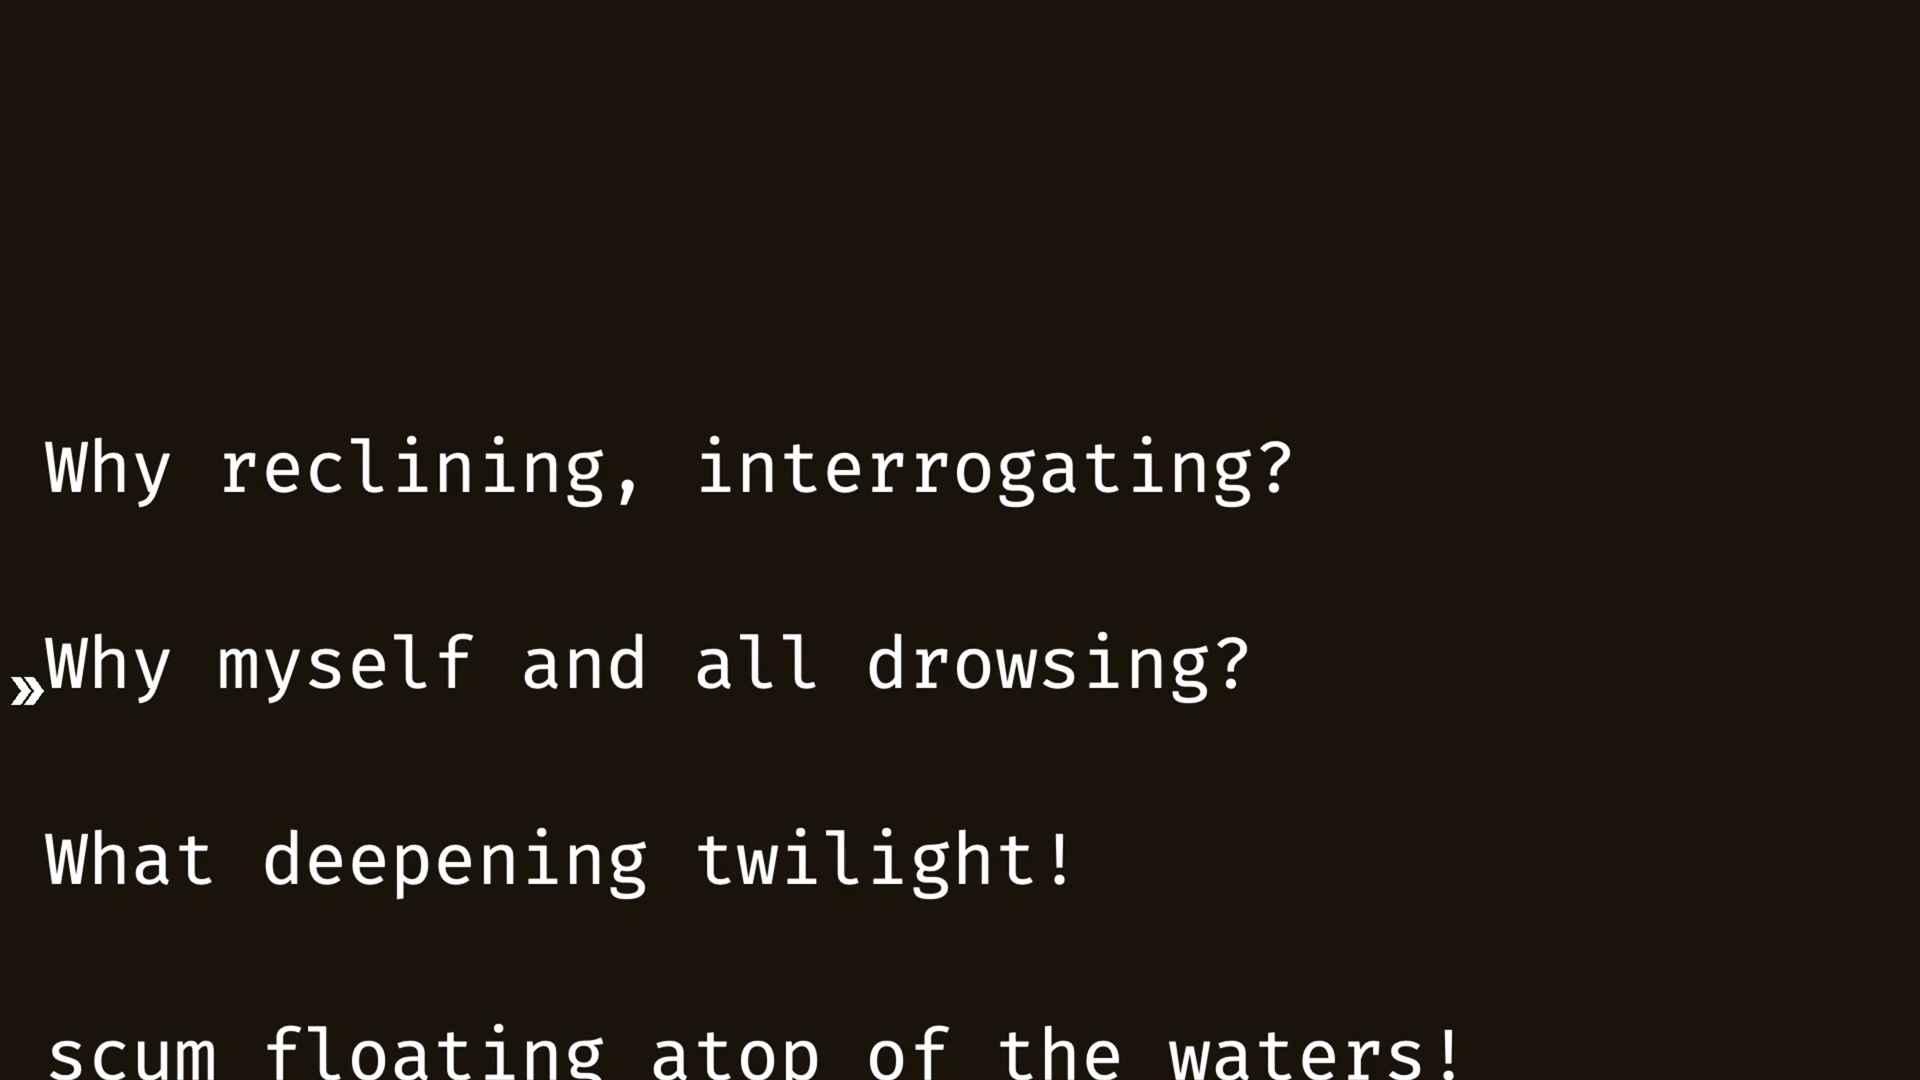 Why reclining, interrogating?
»Why myself and all drowsing?
What deepening twilight!
scum floating atop of the waters!